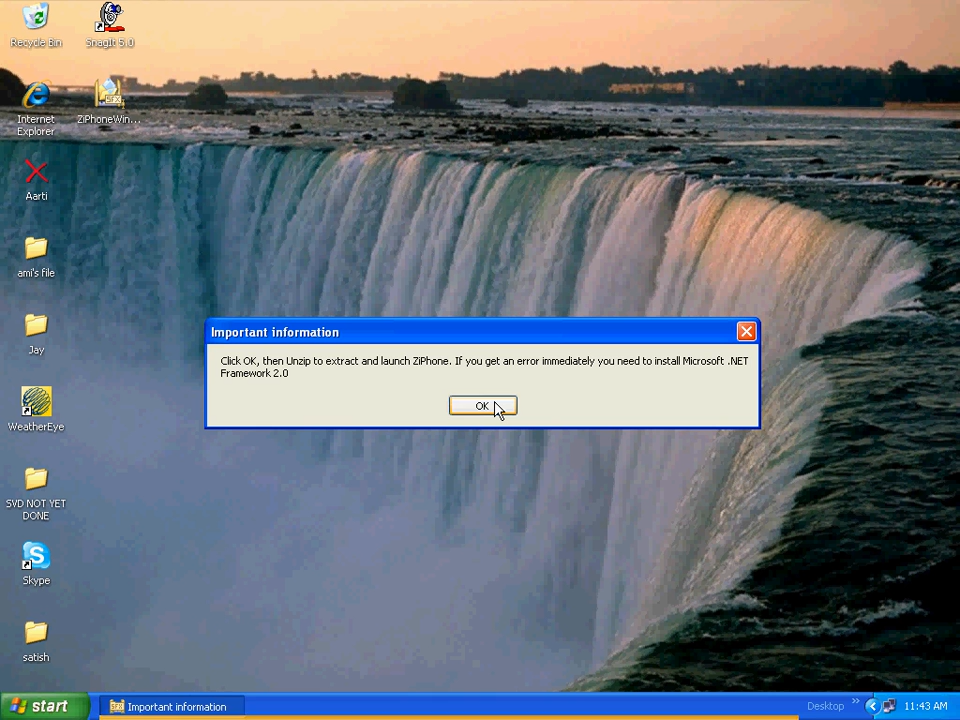 Recycle Bin
SnagIt 5.0
Internet
Explorer
ZiPhoneWin...
Aarti
ami's file
Jay
Important information
Click OK, then Unzip to extract and launch ZiPhone. If you get an error immediately you need to install Microsoft .NET
Framework 2.0
OK
WeatherEye
SVD NOT YET
DONE
Skype
satish
start
Important information
Desktop
11:43 AM